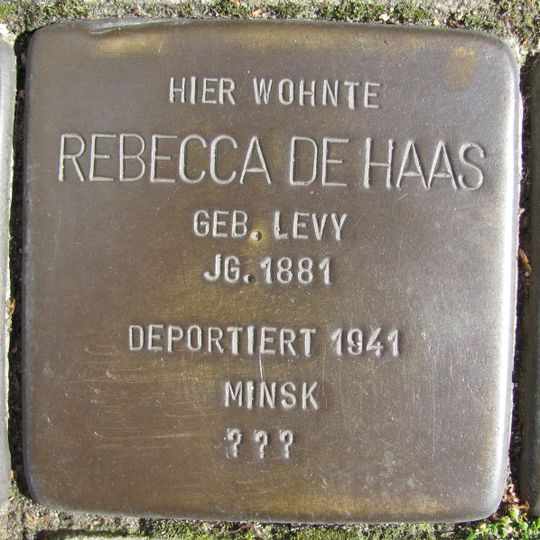 HIER WOHNTE
REBECCA DE HAAS
GEB. LEVY
JG. 1881
DEPORTIERT 1941
MINSK
???